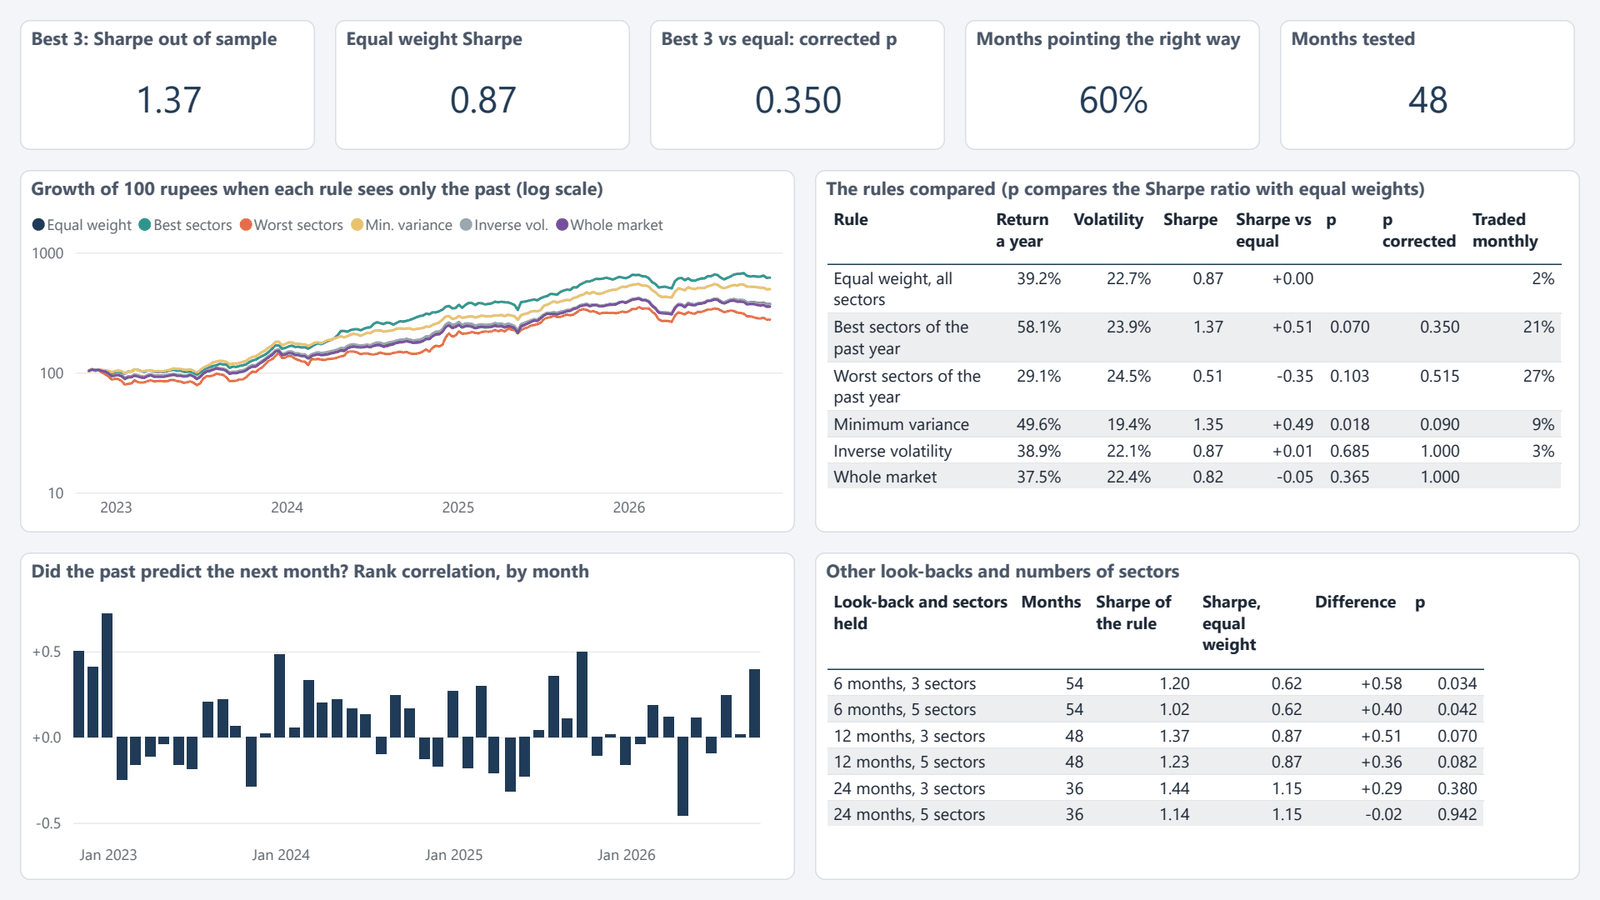 Best 3: Sharpe out of sample
1.37
Equal weight Sharpe
0.87
Best 3 vs equal: corrected p
0.350
Months pointing the right way
60%
Months tested
48
Growth of 100 rupees when each rule sees only the past (log scale)
Equal weight Best sectors Worst sectors Min. variance Inverse vol. Whole market
1000
100
10
2023 2024 2025 2026
The rules compared (p compares the Sharpe ratio with equal weights)
Rule Return a year Volatility Sharpe Sharpe vs equal p p corrected Traded monthly
Equal weight, all sectors 39.2% 22.7% 0.87 +0.00 2%
Best sectors of the past year 58.1% 23.9% 1.37 +0.51 0.070 0.350 21%
Worst sectors of the past year 29.1% 24.5% 0.51 -0.35 0.103 0.515 27%
Minimum variance 49.6% 19.4% 1.35 +0.49 0.018 0.090 9%
Inverse volatility 38.9% 22.1% 0.87 +0.01 0.685 1.000 3%
Whole market 37.5% 22.4% 0.82 -0.05 0.365 1.000
Did the past predict the next month? Rank correlation, by month
+0.5
+0.0
-0.5
Jan 2023 Jan 2024 Jan 2025 Jan 2026
Other look-backs and numbers of sectors
Look-back and sectors held Months Sharpe of the rule Sharpe, equal weight Difference p
6 months, 3 sectors 54 1.20 0.62 +0.58 0.034
6 months, 5 sectors 54 1.02 0.62 +0.40 0.042
12 months, 3 sectors 48 1.37 0.87 +0.51 0.070
12 months, 5 sectors 48 1.23 0.87 +0.36 0.082
24 months, 3 sectors 36 1.44 1.15 +0.29 0.380
24 months, 5 sectors 36 1.14 1.15 -0.02 0.942